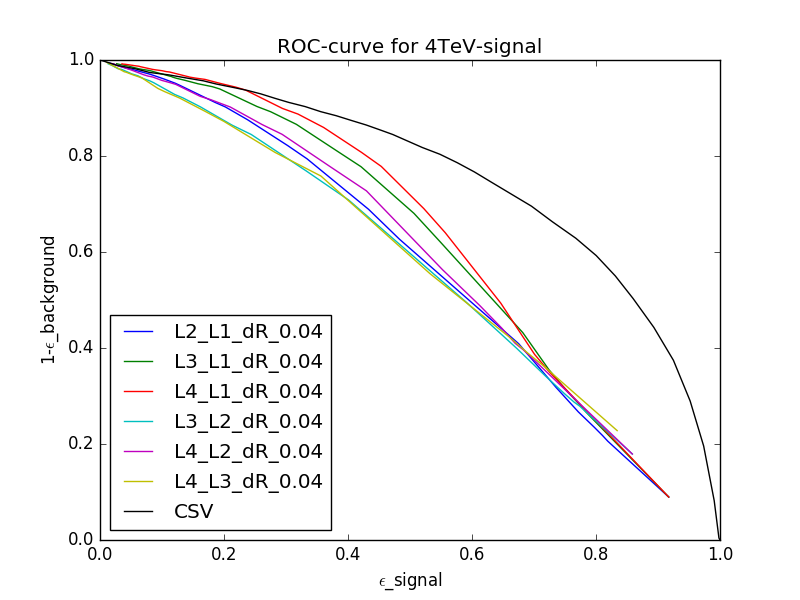 ROC-curve for 4TeV-signal
1-ϵ_background
1.0
0.8
0.6
0.4
0.2
0.0
L2_L1_dR_0.04
L3_L1_dR_0.04
L4_L1_dR_0.04
L3_L2_dR_0.04
L4_L2_dR_0.04
L4_L3_dR_0.04
CSV
0.0 0.2 0.4 0.6 0.8 1.0
ϵ_signal